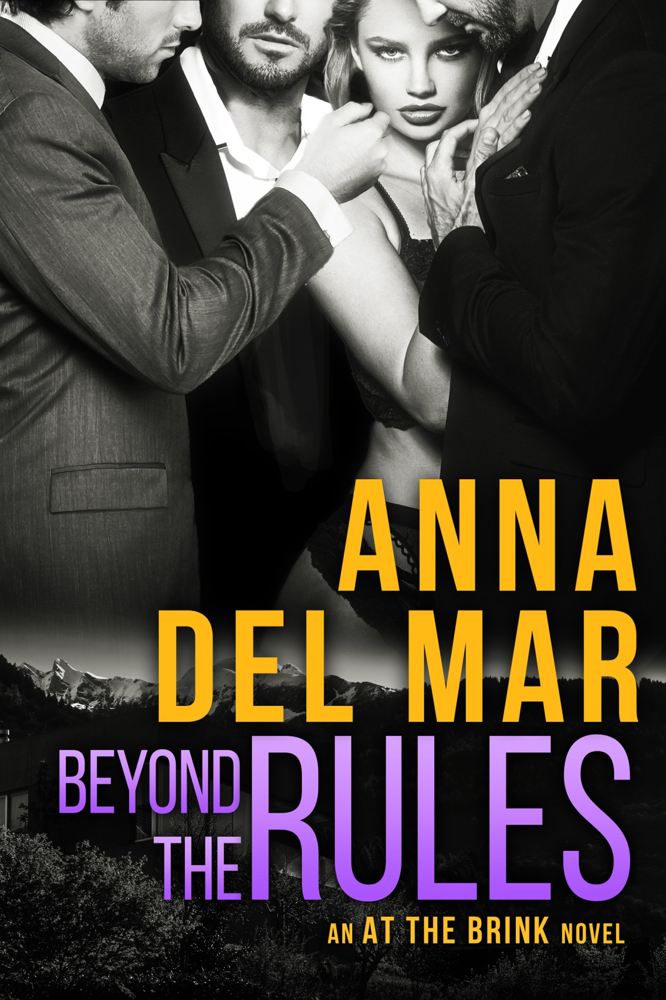 ANNA
DEL MAR
BEYOND
THE RULES
AN AT THE BRINK NOVEL